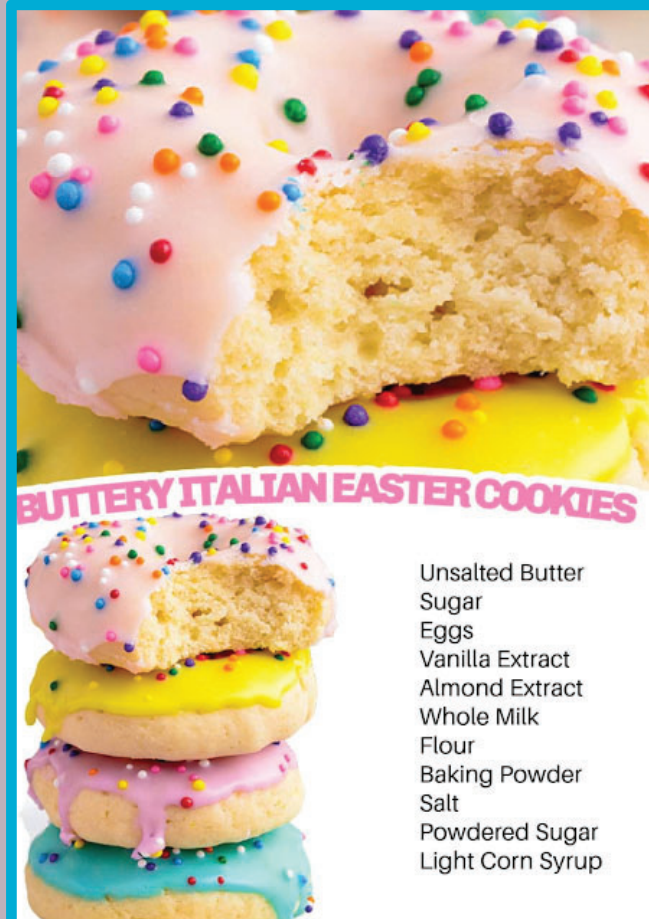 BUTTERY ITALIAN EASTER COOKIES
Unsalted Butter
Sugar
Eggs
Vanilla Extract
Almond Extract
Whole Milk
Flour
Baking Powder
Salt
Powdered Sugar
Light Corn Syrup